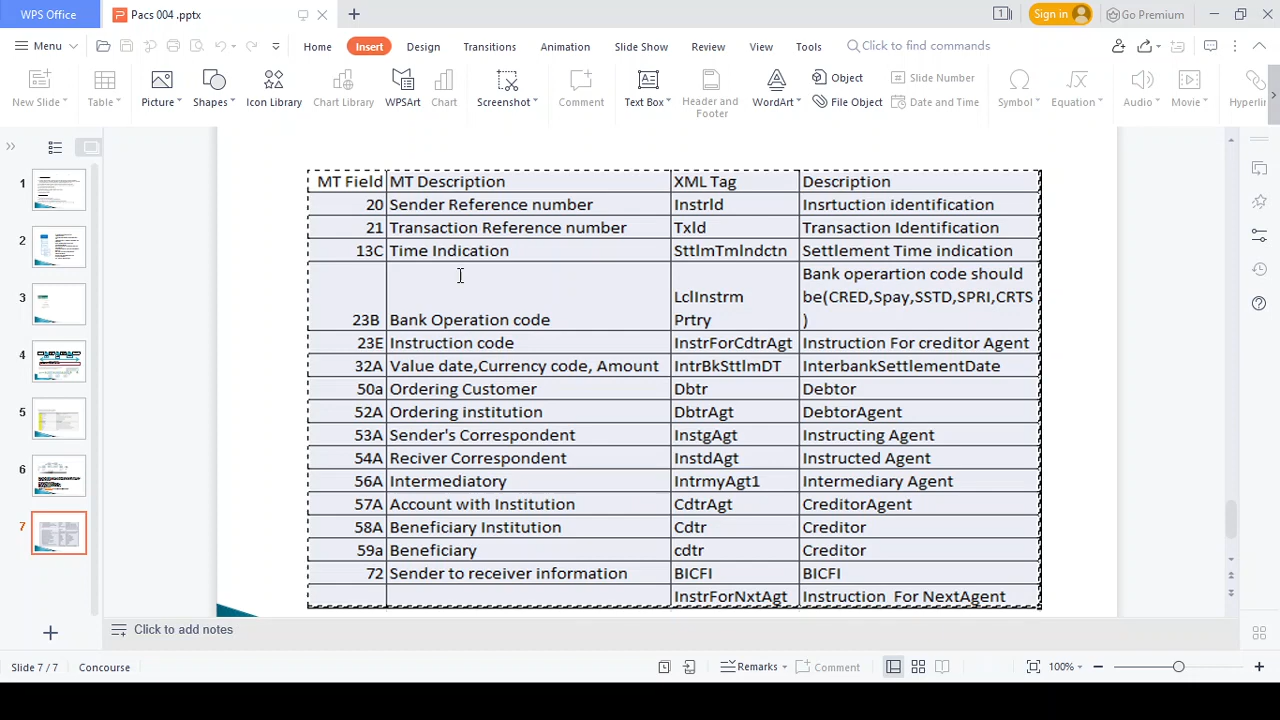 WPS Office
Pacs 004 .pptx
Sign in
Go Premium
Menu
Home
Insert
Design
Transitions
Animation
Slide Show
Review
View
Tools
Click to find commands
New Slide
Table
Picture
Shapes
Icon Library
Chart Library
WPSArt
Chart
Screenshot
Comment
Text Box
Header and Footer
WordArt
Object
File Object
Slide Number
Date and Time
Symbol
Equation
Audio
Movie
Hyperlin
1
2
3
4
5
6
7
MT Field MT Description XML Tag Description
20 Sender Reference number InstrId Insrtuction identification
21 Transaction Reference number TxId Transaction Identification
13C Time Indication SttlmTmIndctn Settlement Time indication
23B Bank Operation code LclInstrm Prtry Bank operartion code should be(CRED,Spay,SSTD,SPRI,CRTS)
23E Instruction code InstrForCdtrAgt Instruction For creditor Agent
32A Value date,Currency code, Amount IntrBkSttlmDT InterbankSettlementDate
50a Ordering Customer Dbtr Debtor
52A Ordering institution DbtrAgt DebtorAgent
53A Sender's Correspondent InstgAgt Instructing Agent
54A Reciver Correspondent InstdAgt Instructed Agent
56A Intermediatory IntrmyAgt1 Intermediary Agent
57A Account with Institution CdtrAgt CreditorAgent
58A Beneficiary Institution Cdtr Creditor
59a Beneficiary cdtr Creditor
72 Sender to receiver information BICFI BICFI
InstrForNxtAgt Instruction For NextAgent
Click to add notes
Slide 7 / 7
Concourse
Remarks
Comment
100%